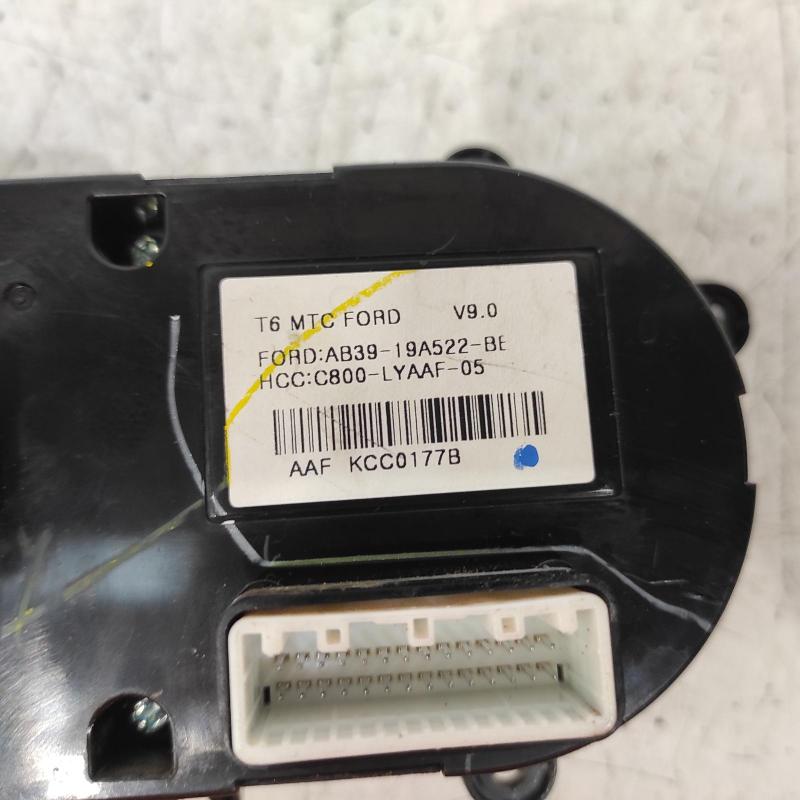 T6 MTC FORD V9.0
FORD:AB39-19A522-BE
HCC:C800-LYAAF-05
AAF KCC0177B